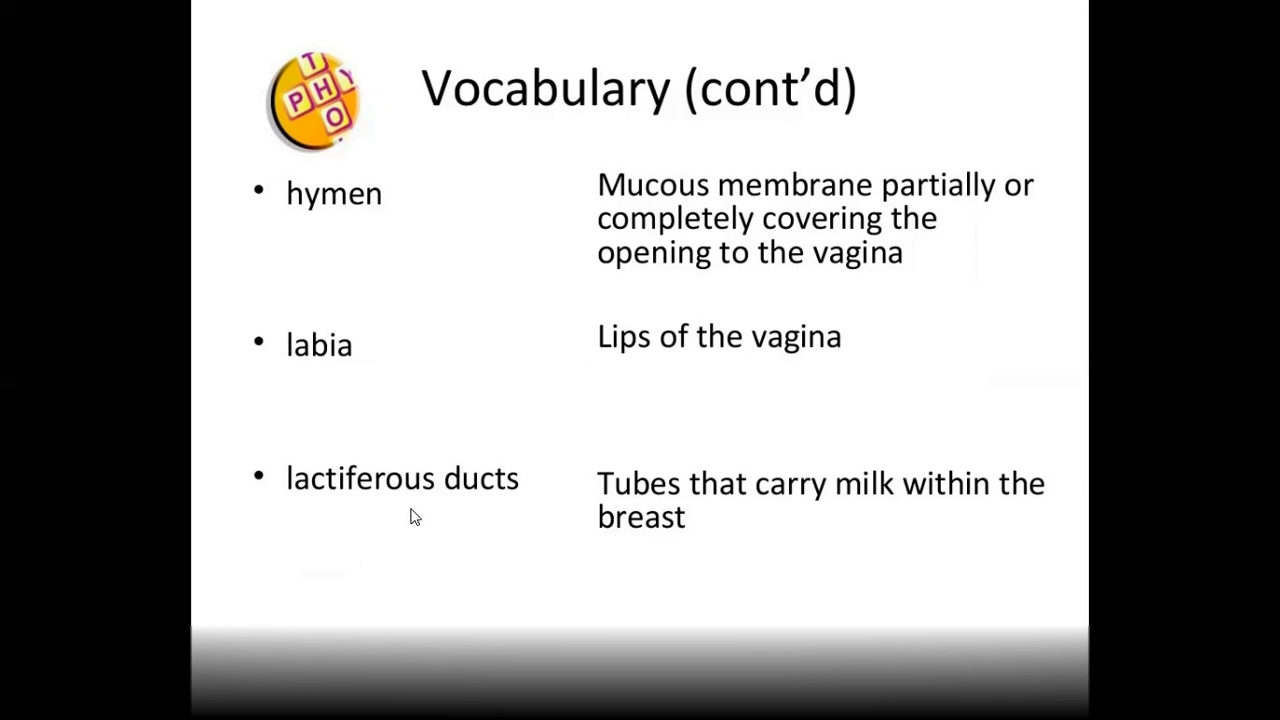 T
PHY
O
Vocabulary (cont’d)
• hymen
Mucous membrane partially or
completely covering the
opening to the vagina
• labia
Lips of the vagina
• lactiferous ducts
Tubes that carry milk within the
breast